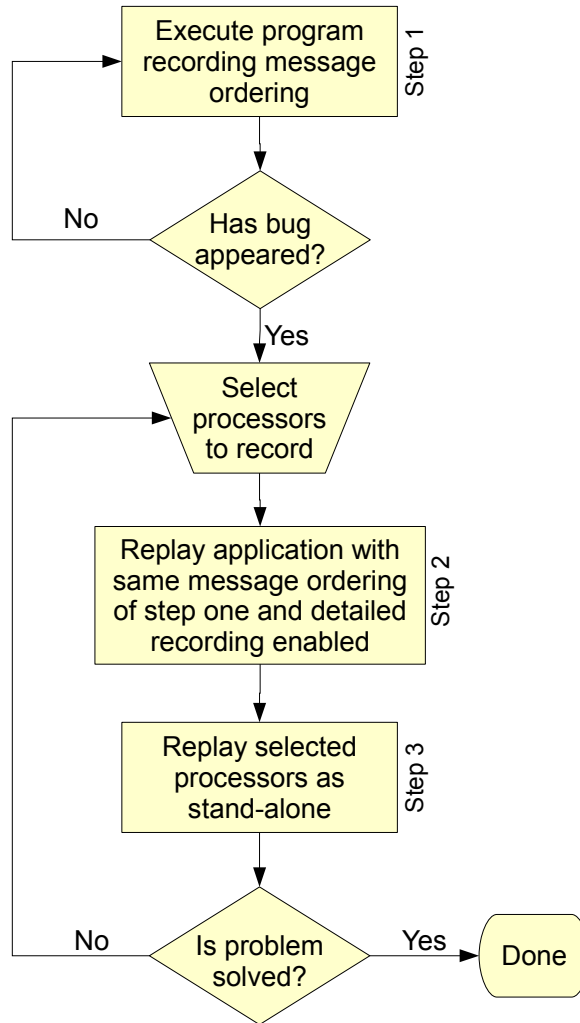 Execute program
recording message
ordering
Step 1
Has bug
appeared?
No
Yes
Select
processors
to record
Replay application with
same message ordering
of step one and detailed
recording enabled
Step 2
Replay selected
processors as
stand-alone
Step 3
Is problem
solved?
No
Yes
Done